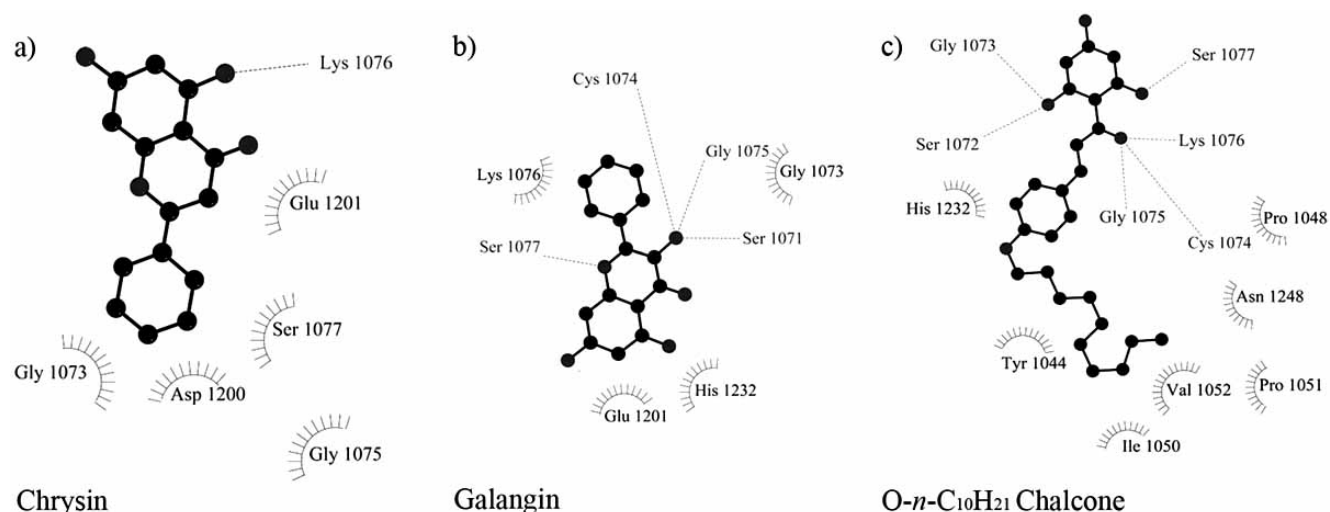 a)
Lys 1076
Glu 1201
Ser 1077
Gly 1073
Asp 1200
Gly 1075
Chrysin
b)
Cys 1074
Gly 1075
Lys 1076
Gly 1073
Ser 1077
Ser 1071
His 1232
Glu 1201
Galangin
c)
Gly 1073
Ser 1077
Ser 1072
Lys 1076
His 1232
Gly 1075
Pro 1048
Cys 1074
Asn 1248
Tyr 1044
Val 1052
Pro 1051
Ile 1050
O-n-C₁₀H₂₁ Chalcone